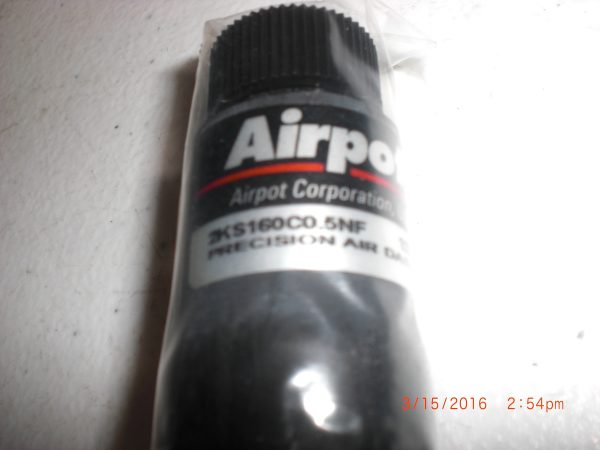 Airpo
Airpot Corporation
2KS160C0.5NF
PRECISION AIR DA
3/15/2016 2:54pm